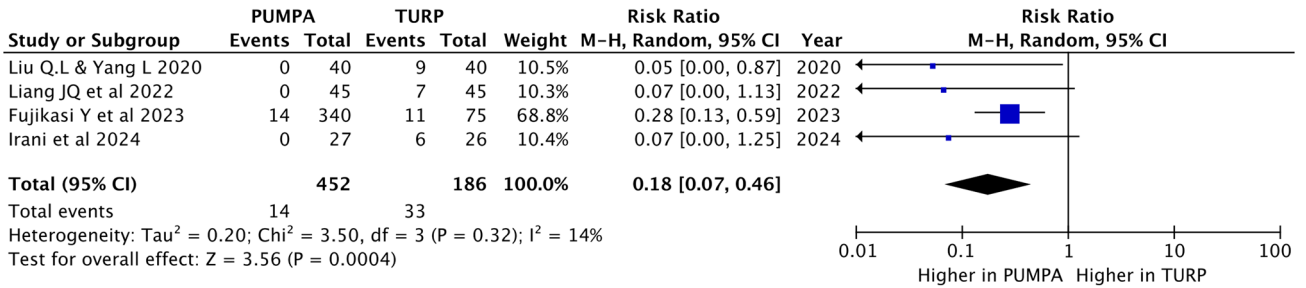 PUMPA TURP Risk Ratio Risk Ratio
Study or Subgroup Events Total Events Total Weight M-H, Random, 95% CI Year M-H, Random, 95% CI
Liu Q.L & Yang L 2020 0 40 9 40 10.5% 0.05 [0.00, 0.87] 2020
Liang JQ et al 2022 0 45 7 45 10.3% 0.07 [0.00, 1.13] 2022
Fujikasi Y et al 2023 14 340 11 75 68.8% 0.28 [0.13, 0.59] 2023
Irani et al 2024 0 27 6 26 10.4% 0.07 [0.00, 1.25] 2024
Total (95% CI) 452 186 100.0% 0.18 [0.07, 0.46]
Total events 14 33
Heterogeneity: Tau² = 0.20; Chi² = 3.50, df = 3 (P = 0.32); I² = 14%
Test for overall effect: Z = 3.56 (P = 0.0004)
0.01 0.1 1 10 100
Higher in PUMPA Higher in TURP